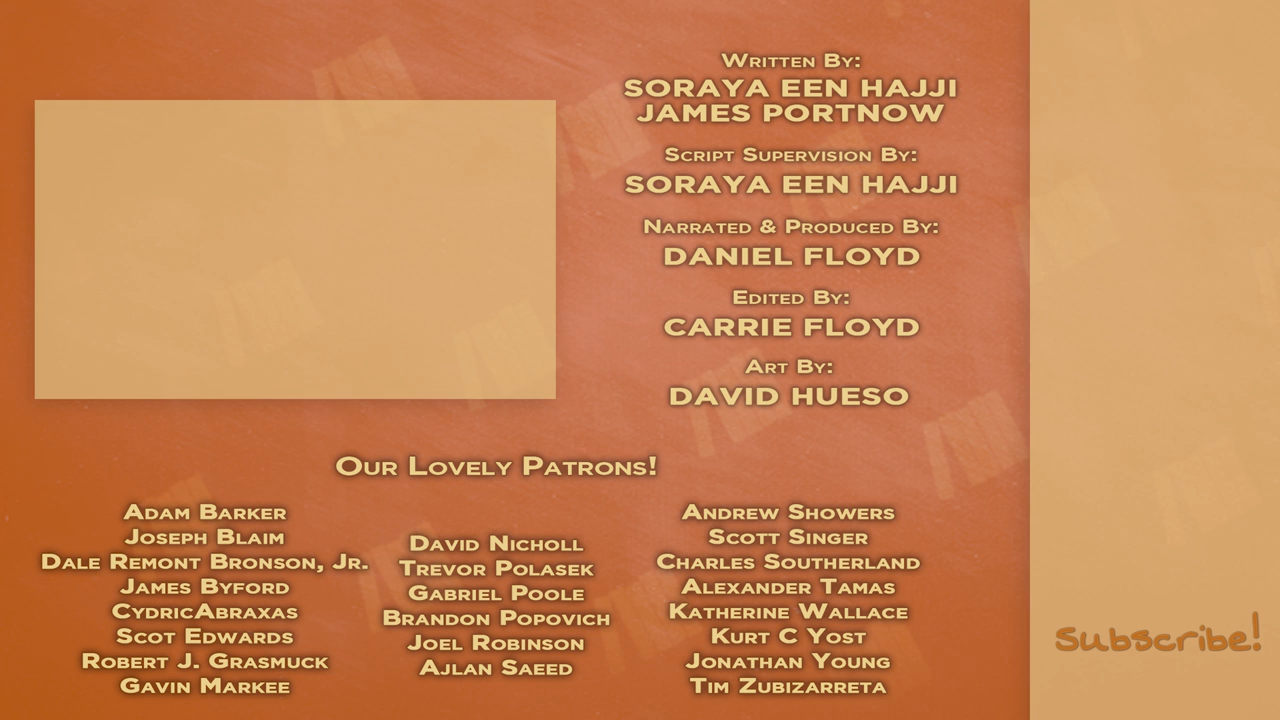 Written By:
SORAYA EEN HAJJI
JAMES PORTNOW
Script Supervision By:
SORAYA EEN HAJJI
Narrated & Produced By:
DANIEL FLOYD
Edited By:
CARRIE FLOYD
Art By:
DAVID HUESO
Our Lovely Patrons!
Adam Barker
Joseph Blaim
Dale Remont Bronson, Jr.
James Byford
CydricAbraxas
Scot Edwards
Robert J. Grasmuck
Gavin Markee
David Nicholl
Trevor Polasek
Gabriel Poole
Brandon Popovich
Joel Robinson
Ajlan Saeed
Andrew Showers
Scott Singer
Charles Southerland
Alexander Tamas
Katherine Wallace
Kurt C Yost
Jonathan Young
Tim Zubizarreta
Subscribe!